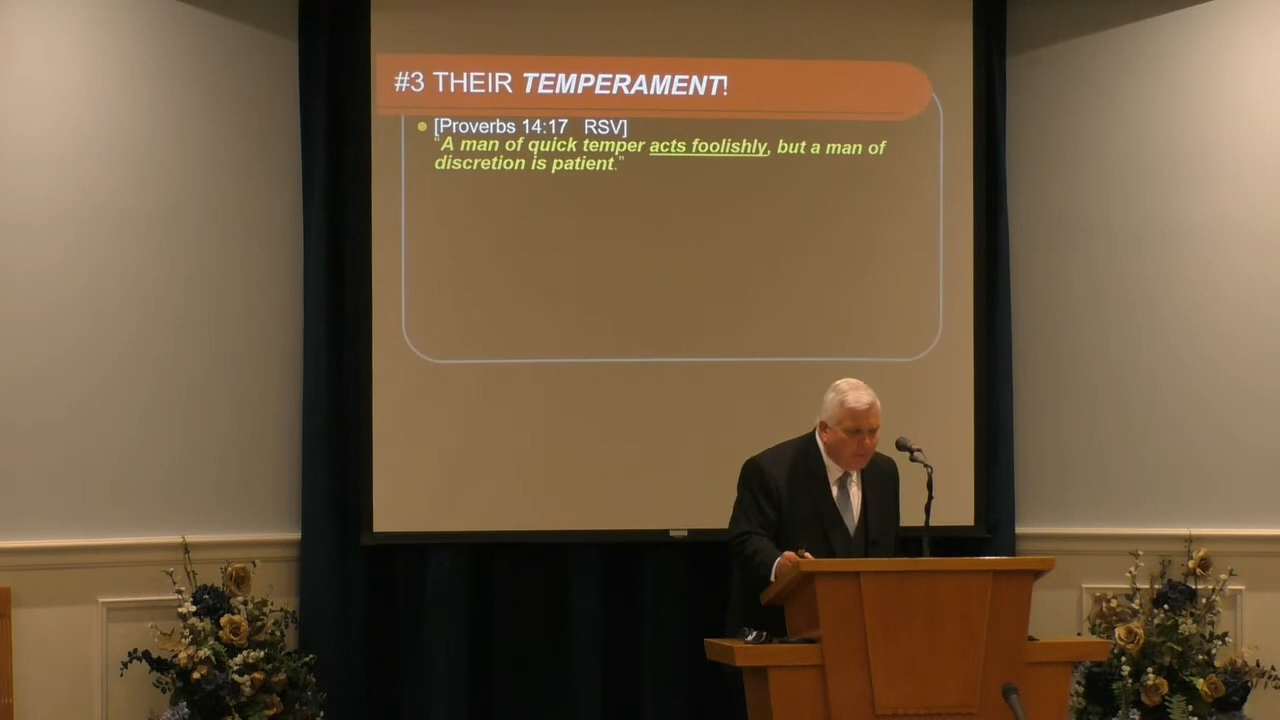 #3 THEIR TEMPERAMENT!
[Proverbs 14:17 RSV]
"A man of quick temper acts foolishly, but a man of
discretion is patient."